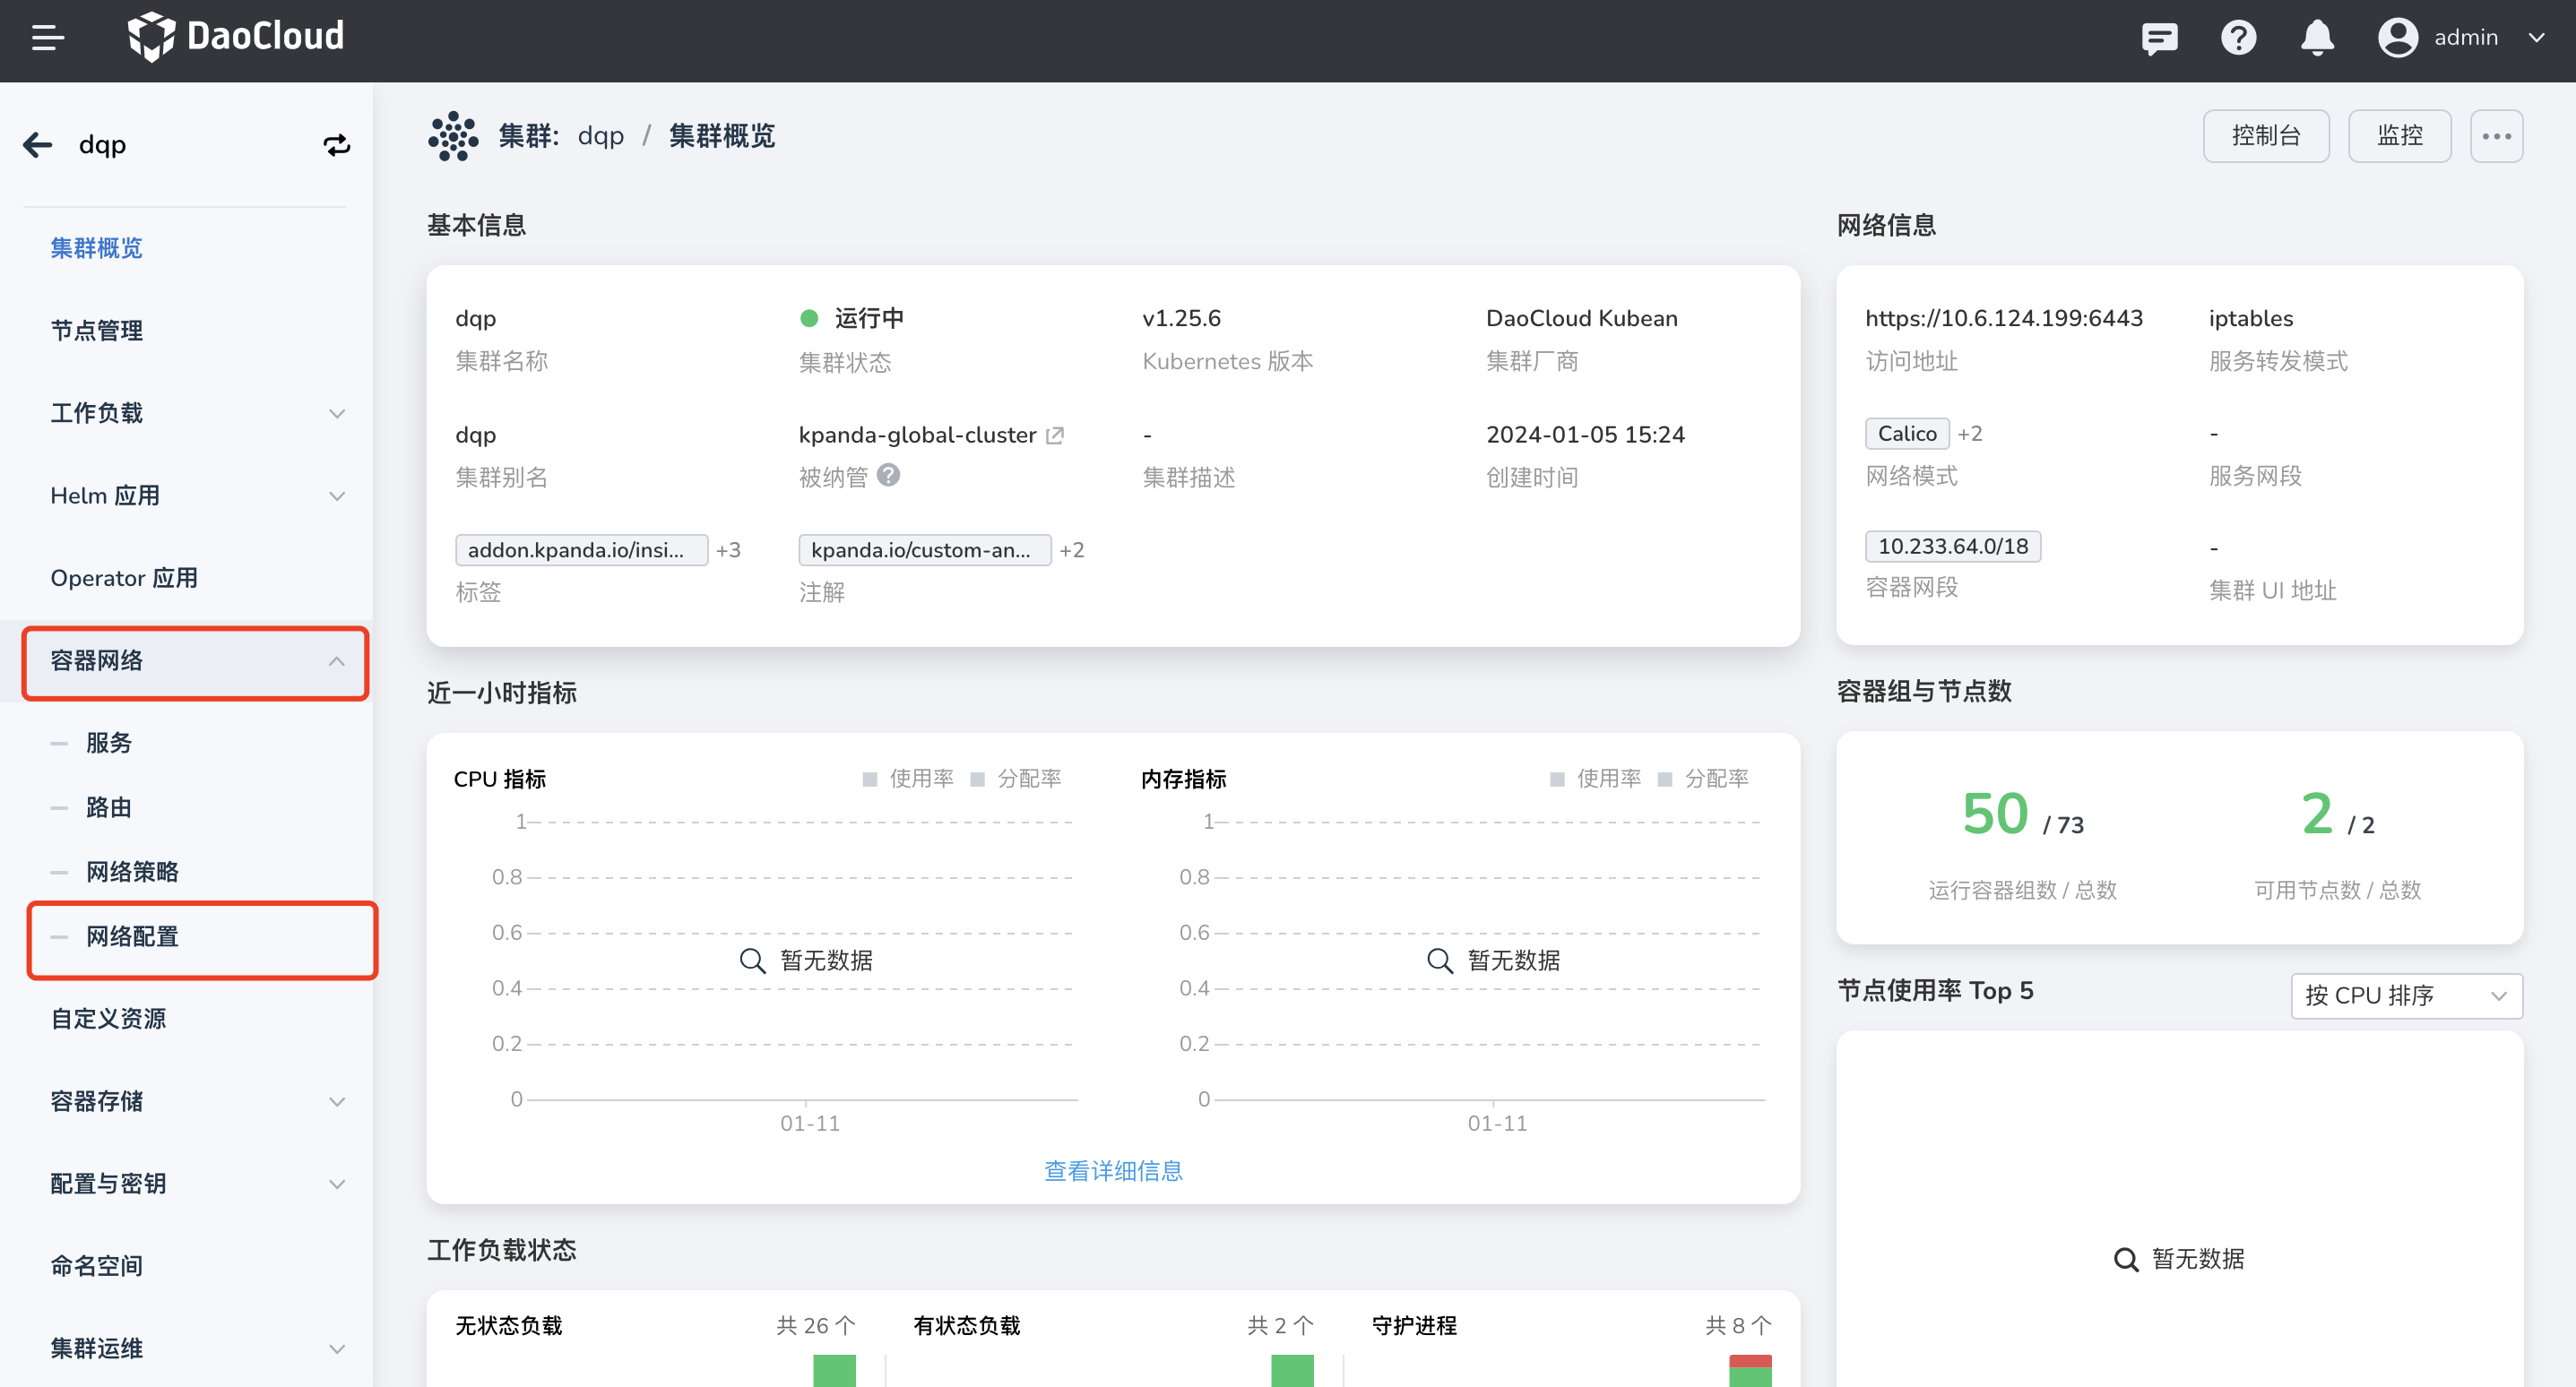 DaoCloud
admin
dqp
集群概览
节点管理
工作负载
Helm 应用
Operator 应用
容器网络
服务
路由
网络策略
网络配置
自定义资源
容器存储
配置与密钥
命名空间
集群运维
集群: dqp / 集群概览
控制台
监控
基本信息
dqp
集群名称
运行中
集群状态
v1.25.6
Kubernetes 版本
DaoCloud Kubean
集群厂商
dqp
集群别名
kpanda-global-cluster
被纳管
-
集群描述
2024-01-05 15:24
创建时间
addon.kpanda.io/insi... +3
标签
kpanda.io/custom-an... +2
注解
网络信息
https://10.6.124.199:6443
访问地址
iptables
服务转发模式
Calico +2
网络模式
-
服务网段
10.233.64.0/18
容器网段
-
集群 UI 地址
近一小时指标
CPU 指标
使用率 分配率
1
0.8
0.6
0.4
0.2
0
暂无数据
01-11
内存指标
使用率 分配率
1
0.8
0.6
0.4
0.2
0
暂无数据
01-11
查看详细信息
容器组与节点数
50 / 73
运行容器组数 / 总数
2 / 2
可用节点数 / 总数
节点使用率 Top 5
按 CPU 排序
暂无数据
工作负载状态
无状态负载
共 26 个
有状态负载
共 2 个
守护进程
共 8 个